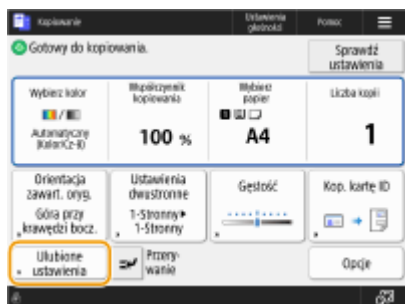 Kopiowanie
Ustawienia
głośności
Pomoc
Gotowy do kopiowania.
Sprawdź
ustawienia
Wybierz kolor
Współczynnik
kopiowania
Wybierz
papier
Liczba kopii
Automatyczny
(Kolor/Cz-B)
100 %
A4
1
Orientacja
zawart. oryg.
Góra przy
krawędzi bocz.
Ustawienia
dwustronne
1-Stronny▶
1-Stronny
Gęstość
Kop. kartę ID
Ulubione
ustawienia
Przery-
wanie
Opcje